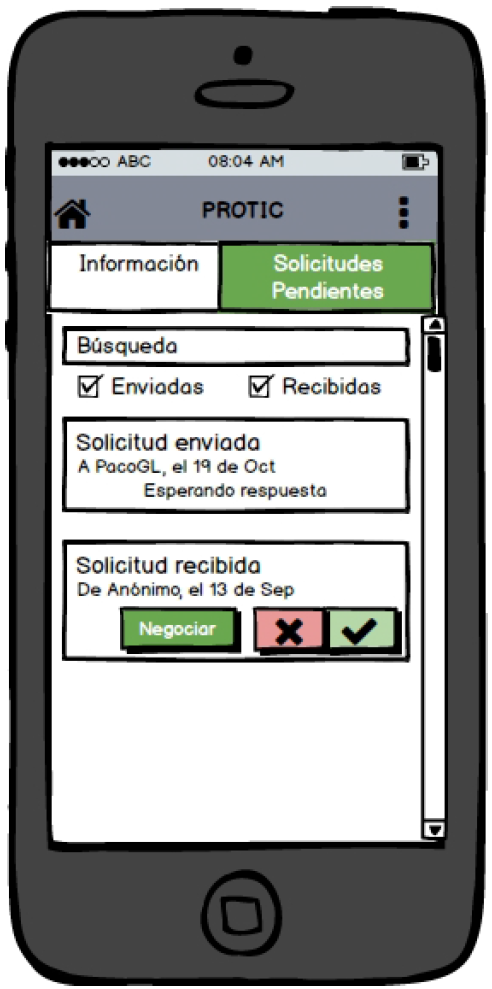 ABC 08:04 AM
PROTIC
Información
Solicitudes
Pendientes
Búsqueda
Enviadas Recibidas
Solicitud enviada
A PacoGL, el 19 de Oct
Esperando respuesta
Solicitud recibida
De Anónimo, el 13 de Sep
Negociar